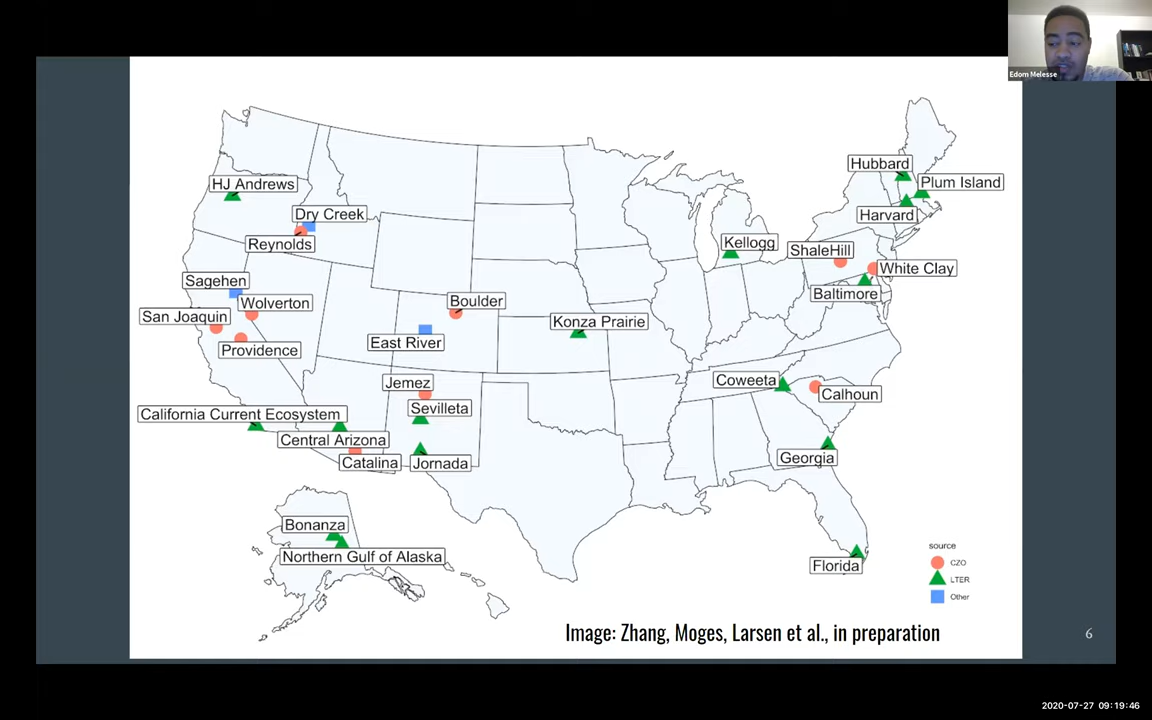 Edom Melesse
Hubbard
Plum Island
HJ Andrews
Harvard
Dry Creek
Reynolds
Kellogg
ShaleHill
White Clay
Sagehen
Baltimore
Wolverton
Boulder
San Joaquin
Konza Prairie
East River
Providence
Jemez
Coweeta
Calhoun
Sevilleta
California Current Ecosystem
Central Arizona
Georgia
Catalina
Jornada
Bonanza
Northern Gulf of Alaska
Florida
source
CZO
LTER
Other
Image: Zhang, Moges, Larsen et al., in preparation
6
2020-07-27 09:19:46